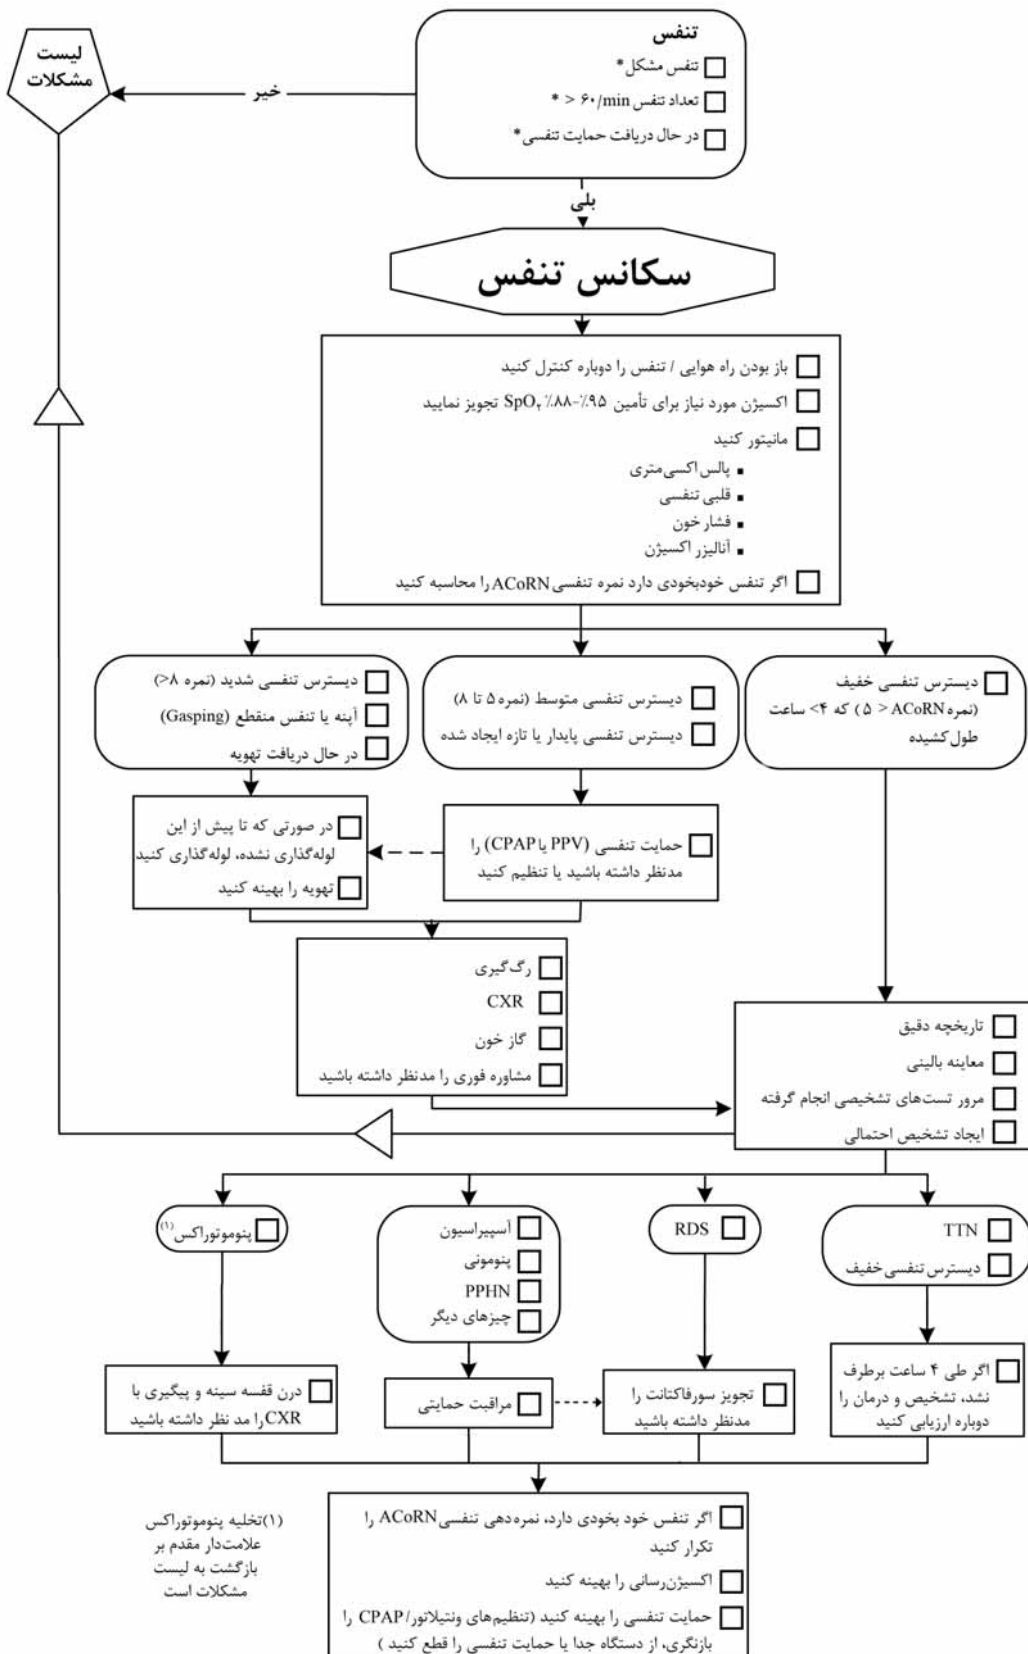 لیست
مشکلات
تنفس
تنفس مشکل*
تعداد تنفس ۶۰/min < *
در حال دریافت حمایت تنفسی*
خیر
بلی
سکانس تنفس
باز بودن راه هوایی / تنفس را دوباره کنترل کنید
اکسیژن مورد نیاز برای تأمین ۹۵٪-۸۸٪ SpO₂ تجویز نمایید
مانیتور کنید
▪ پالس اکسی‌متری
▪ قلبی تنفسی
▪ فشار خون
▪ آنالیزر اکسیژن
اگر تنفس خودبخودی دارد نمره تنفسی ACoRN را محاسبه کنید
دیسترس تنفسی خفیف
(نمره ACoRN < ۵) که ۴> ساعت
طول کشیده
دیسترس تنفسی متوسط (نمره ۵ تا ۸)
دیسترس تنفسی پایدار یا تازه ایجاد شده
دیسترس تنفسی شدید (نمره ۸<)
آپنه یا تنفس منقطع (Gasping)
در حال دریافت تهویه
حمایت تنفسی (CPAP یا PPV) را
مدنظر داشته باشید یا تنظیم کنید
در صورتی که تا پیش از این
لوله‌گذاری نشده، لوله‌گذاری کنید
تهویه را بهینه کنید
رگ‌گیری
CXR
گاز خون
مشاوره فوری را مدنظر داشته باشید
تاریخچه دقیق
معاینه بالینی
مرور تست‌های تشخیصی انجام گرفته
ایجاد تشخیص احتمالی
TTN
دیسترس تنفسی خفیف
RDS
آسپیراسیون
پنومونی
PPHN
چیزهای دیگر
پنوموتوراکس (۱)
اگر طی ۴ ساعت برطرف
نشد، تشخیص و درمان را
دوباره ارزیابی کنید
تجویز سورفاکتانت را
مدنظر داشته باشید
مراقبت حمایتی
درن قفسه سینه و پیگیری با
CXR را مد نظر داشته باشید
اگر تنفس خود بخودی دارد، نمره‌دهی تنفسی ACoRN را
تکرار کنید
اکسیژن‌رسانی را بهینه کنید
حمایت تنفسی را بهینه کنید (تنظیم‌های ونتیلاتور/CPAP را
بازنگری، از دستگاه جدا یا حمایت تنفسی را قطع کنید )
(۱)تخلیه پنوموتوراکس
علامت‌دار مقدم بر
بازگشت به لیست
مشکلات است